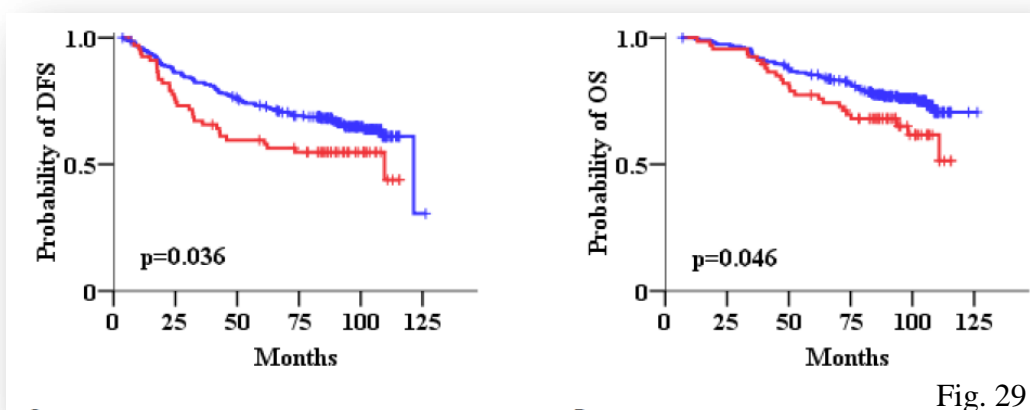 Probability of DFS
1.0
0.5
0
p=0.036
0 25 50 75 100 125
Months
Probability of OS
1.0
0.5
0
p=0.046
0 25 50 75 100 125
Months
Fig. 29